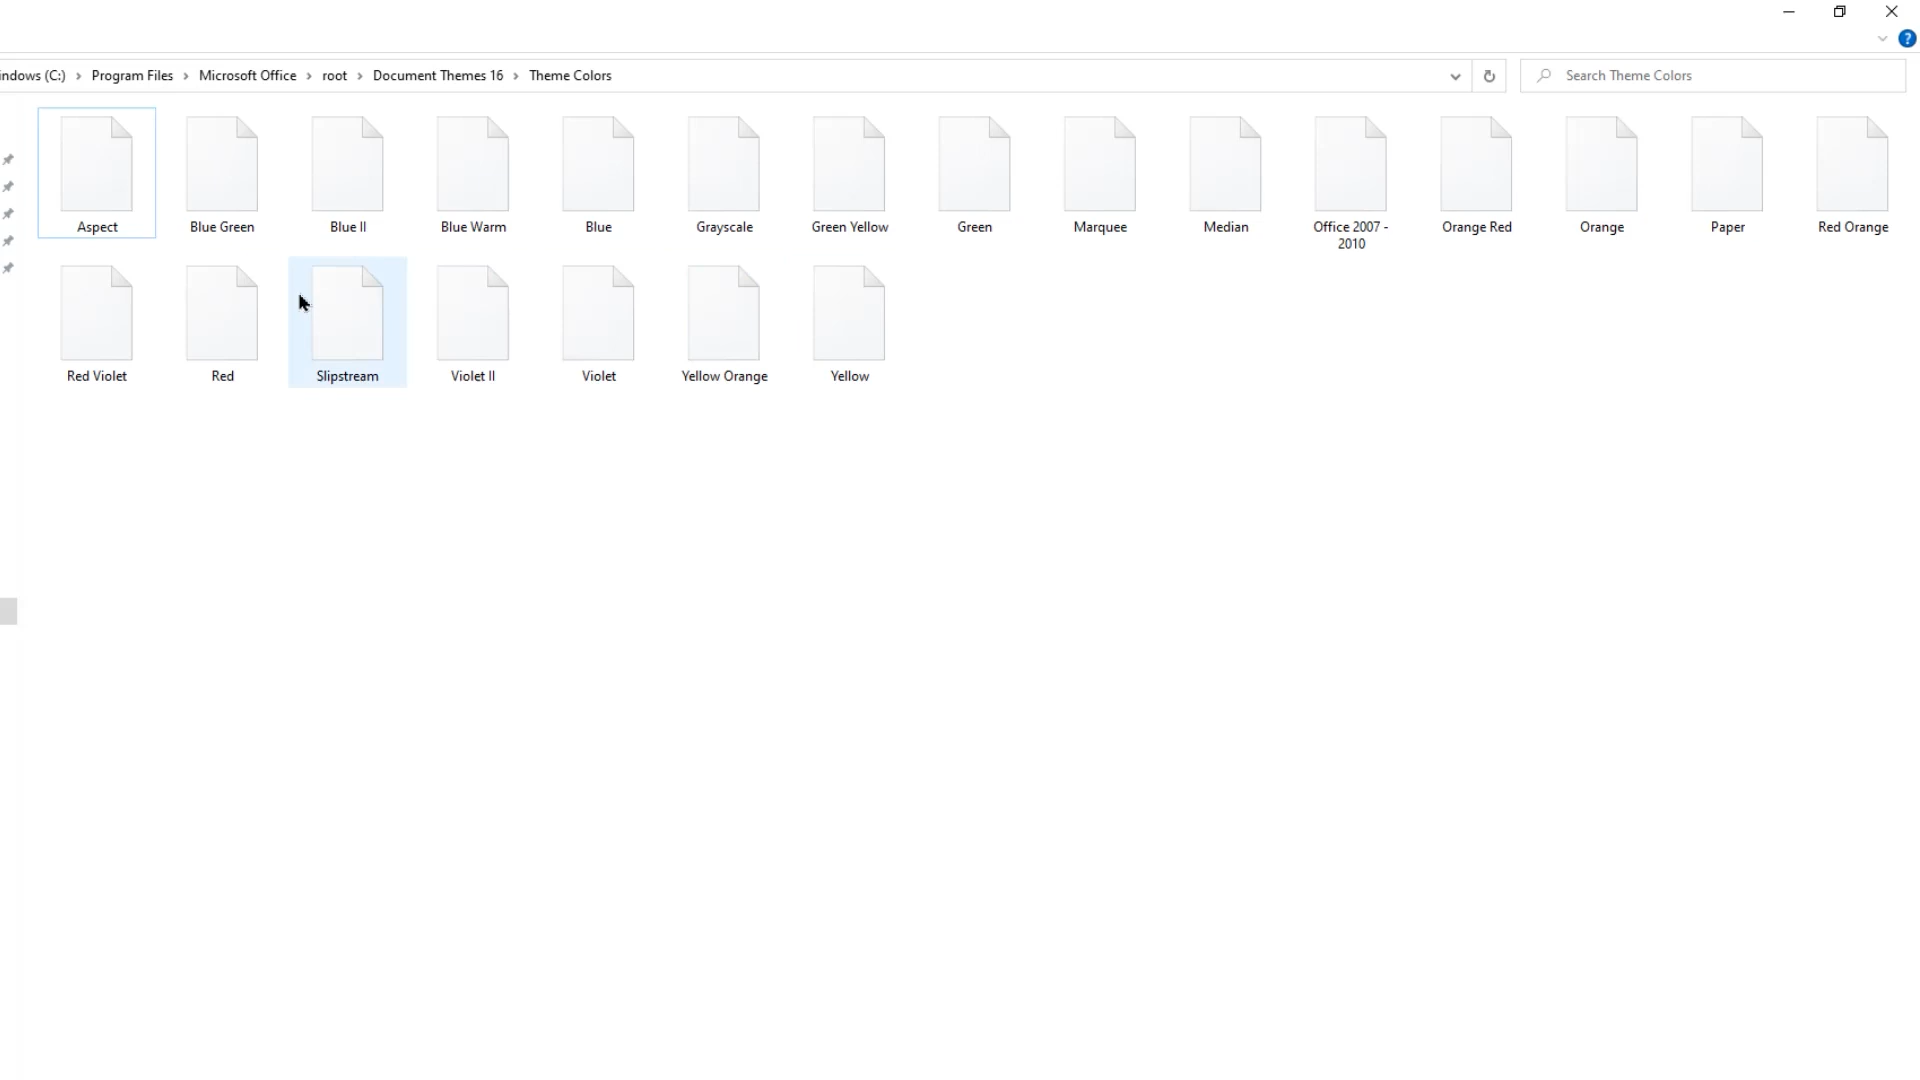 indows (C:) > Program Files > Microsoft Office > root > Document Themes 16 > Theme Colors
Search Theme Colors
?
Aspect
Blue Green
Blue II
Blue Warm
Blue
Grayscale
Green Yellow
Green
Marquee
Median
Office 2007 -
2010
Orange Red
Orange
Paper
Red Orange
Red Violet
Red
Slipstream
Violet II
Violet
Yellow Orange
Yellow